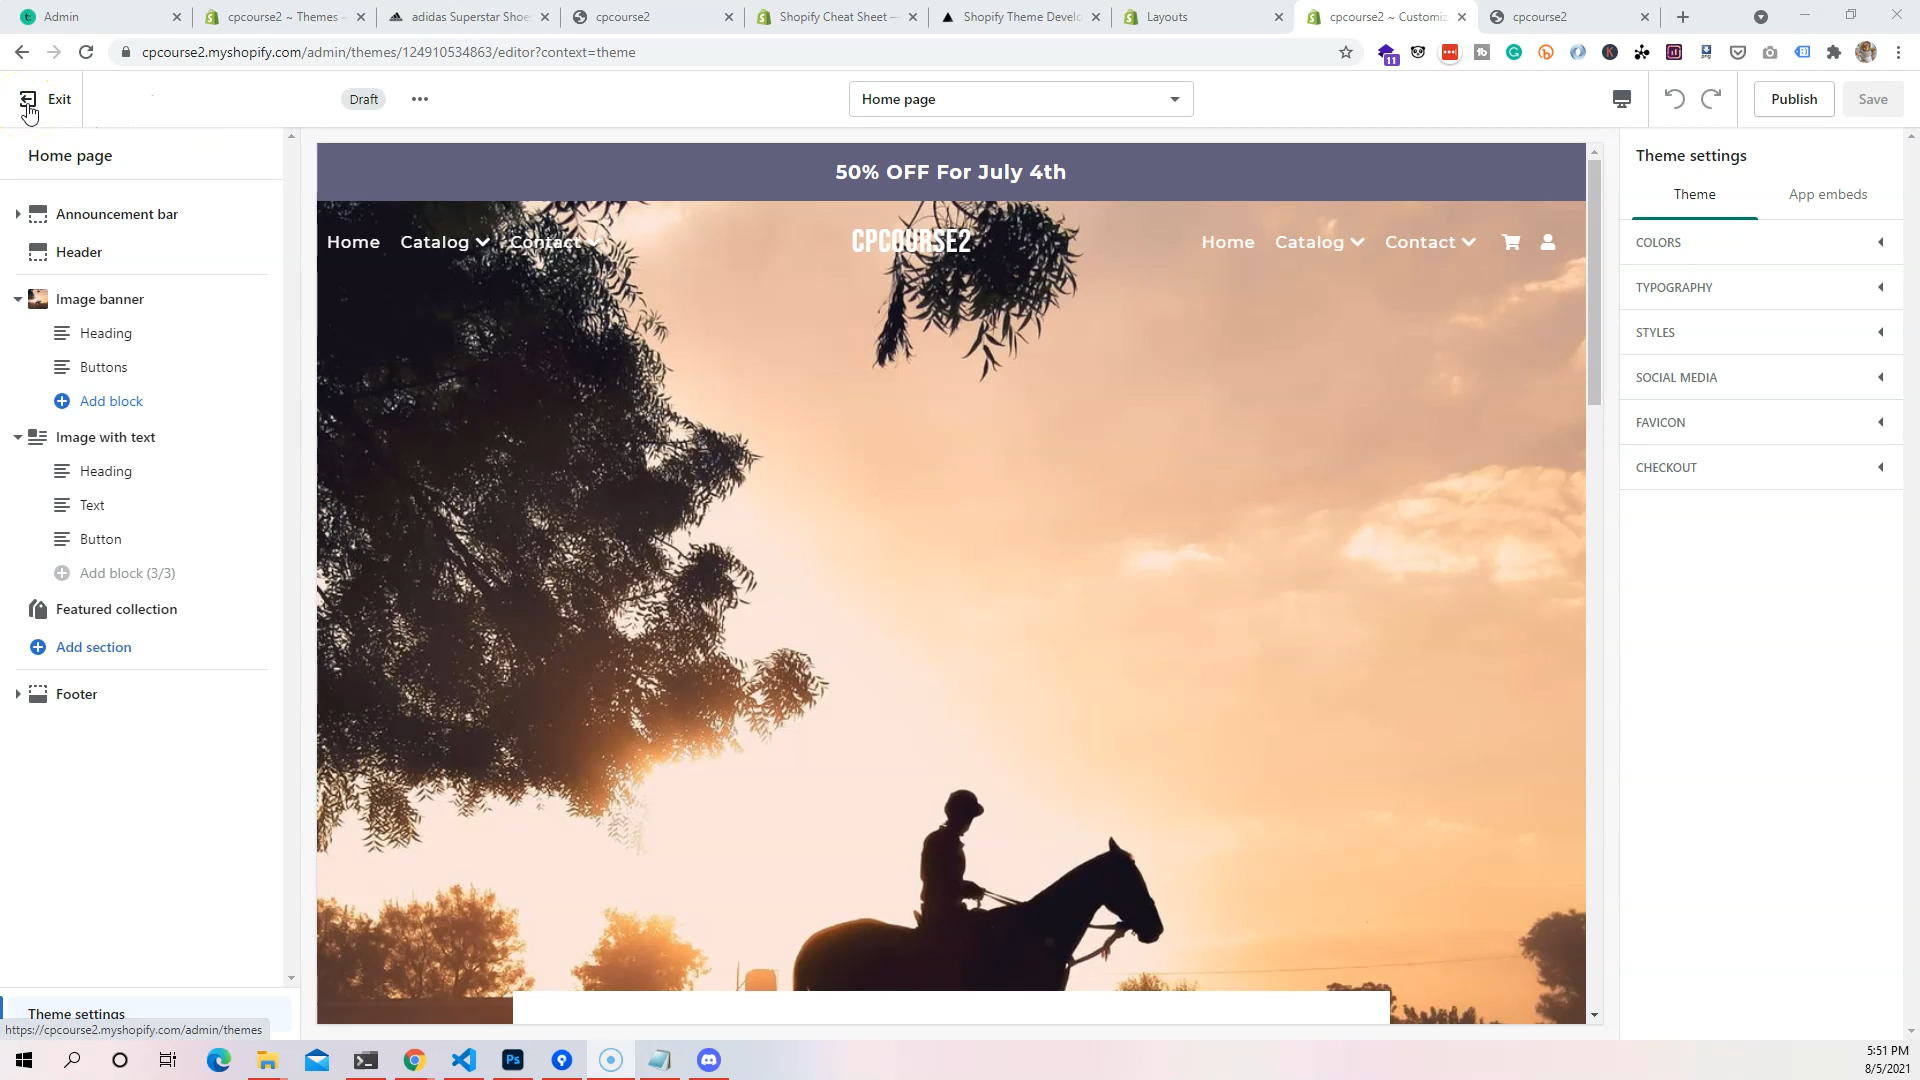 Admin
cpcourse2 ~ Themes ~
adidas Superstar Shoe
cpcourse2
Shopify Cheat Sheet —
Shopify Theme Develo
Layouts
cpcourse2 ~ Customiz
cpcourse2
cpcourse2.myshopify.com/admin/themes/124910534863/editor?context=theme
11
Exit
Draft
Home page
Publish
Save
Home page
Announcement bar
Header
Image banner
Heading
Buttons
Add block
Image with text
Heading
Text
Button
Add block (3/3)
Featured collection
Add section
Footer
Theme settings
https://cpcourse2.myshopify.com/admin/themes
50% OFF For July 4th
Home
Catalog
Contact
CPCOURSE2
Home
Catalog
Contact
Theme settings
Theme
App embeds
COLORS
TYPOGRAPHY
STYLES
SOCIAL MEDIA
FAVICON
CHECKOUT
Ps
5:51 PM
8/5/2021